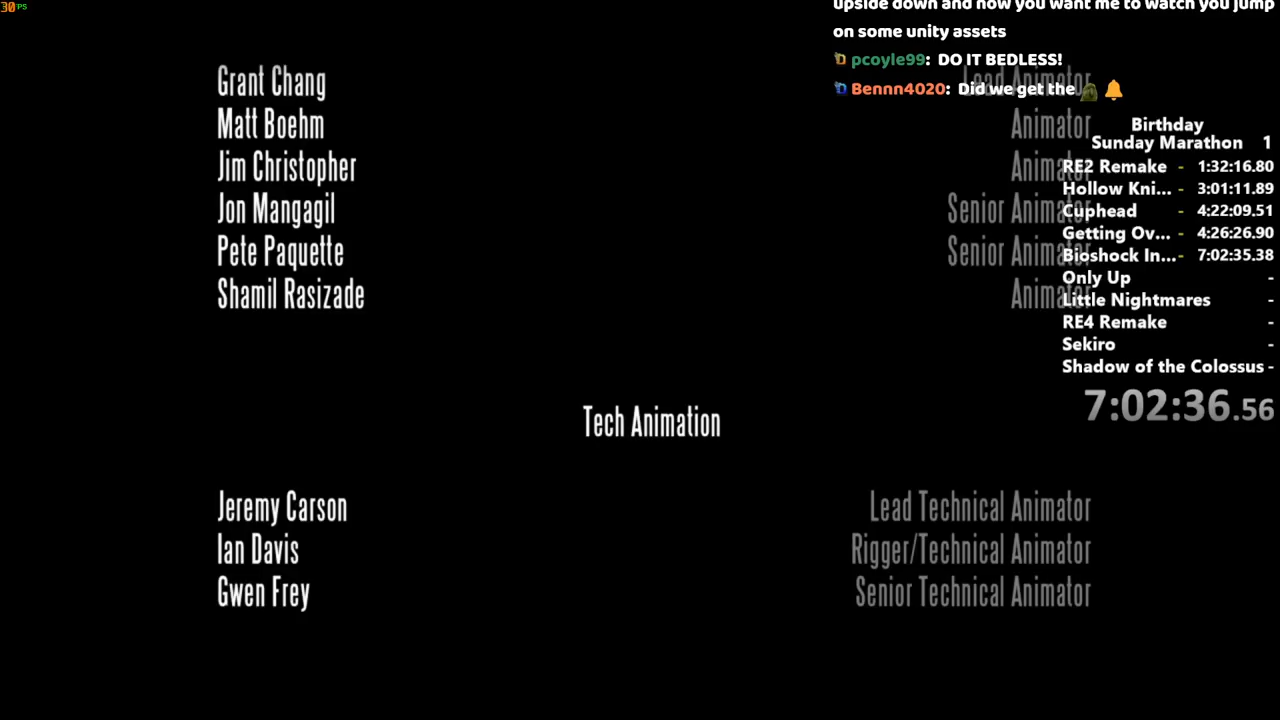 30 FPS
upside down and now you want me to watch you jump
on some unity assets
pcoyle99: DO IT BEDLESS!
Bennn4020: Did we get the
Grant Chang Lead Animator
Matt Boehm Animator
Jim Christopher Animator
Jon Mangagil Senior Animator
Pete Paquette Senior Animator
Shamil Rasizade Animator
Tech Animation
Jeremy Carson Lead Technical Animator
Ian Davis Rigger/Technical Animator
Gwen Frey Senior Technical Animator
Birthday
Sunday Marathon 1
RE2 Remake - 1:32:16.80
Hollow Kni... - 3:01:11.89
Cuphead - 4:22:09.51
Getting Ov... - 4:26:26.90
Bioshock In... - 7:02:35.38
Only Up -
Little Nightmares -
RE4 Remake -
Sekiro -
Shadow of the Colossus -
7:02:36.56